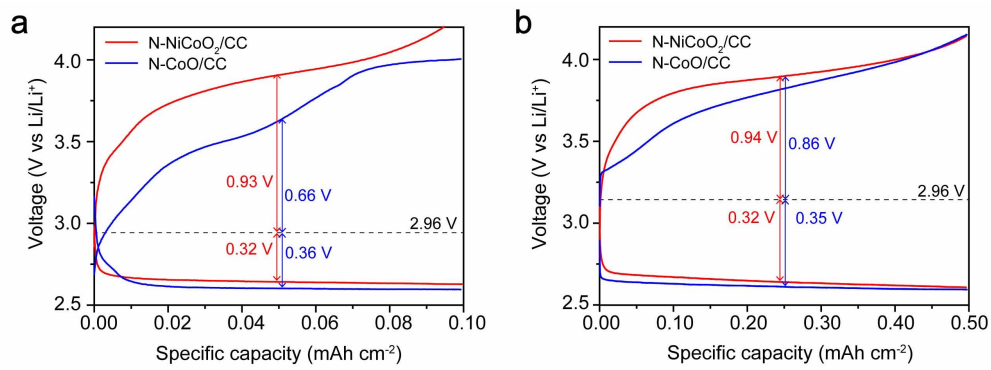 a
N-NiCoO₂/CC
N-CoO/CC
4.0
3.5
3.0
2.5
Voltage (V vs Li/Li⁺)
0.93 V
0.66 V
2.96 V
0.32 V
0.36 V
0.00 0.02 0.04 0.06 0.08 0.10
Specific capacity (mAh cm⁻²)
b
N-NiCoO₂/CC
N-CoO/CC
4.0
3.5
3.0
2.5
Voltage (V vs Li/Li⁺)
0.94 V
0.86 V
2.96 V
0.32 V
0.35 V
0.00 0.10 0.20 0.30 0.40 0.50
Specific capacity (mAh cm⁻²)